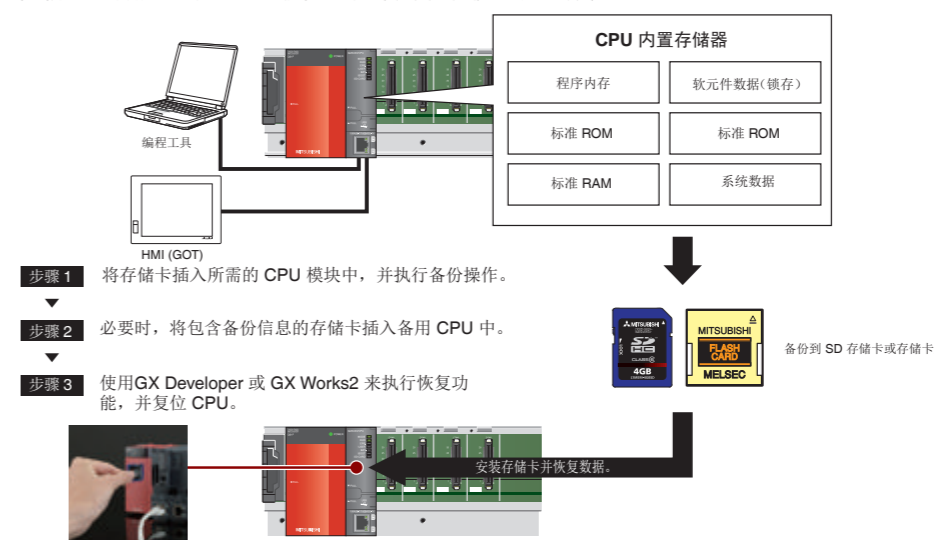 CPU 内置存储器
程序内存
软元件数据(锁存)
标准 ROM
标准 ROM
标准 RAM
系统数据
编程工具
MITSUBISHI
HMI (GOT)
步骤 1 将存储卡插入所需的 CPU 模块中，并执行备份操作。
步骤 2 必要时，将包含备份信息的存储卡插入备用 CPU 中。
步骤 3 使用GX Developer 或 GX Works2 来执行恢复功
能，并复位 CPU。
MITSUBISHI
SD
HC
CLASS
4GB
MITSUBISHI
FLASH
CARD
MELSEC
备份到 SD 存储卡或存储卡
安装存储卡并恢复数据。
MITSUBISHI